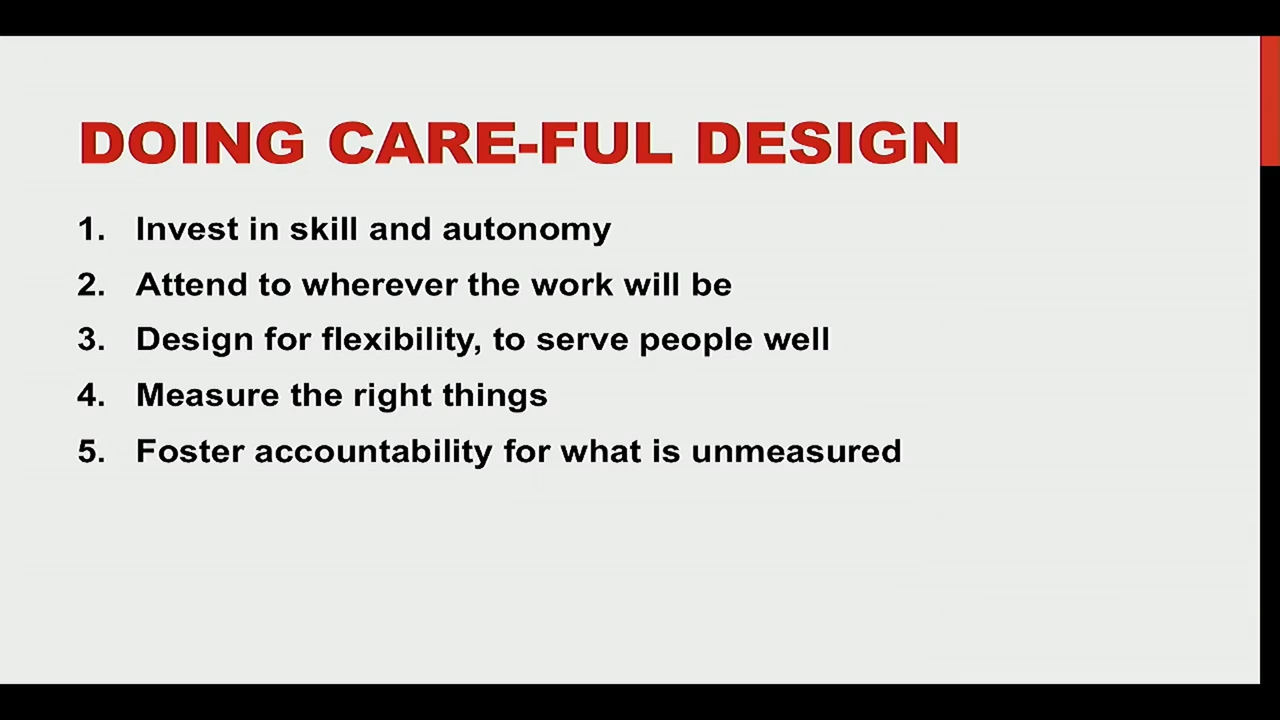 DOING CARE-FUL DESIGN
1. Invest in skill and autonomy
2. Attend to wherever the work will be
3. Design for flexibility, to serve people well
4. Measure the right things
5. Foster accountability for what is unmeasured